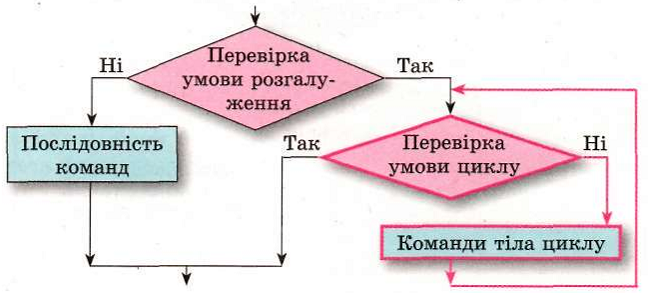 Перевірка
умови розгалу-
ження
Ні
Так
Послідовність
команд
Так
Перевірка
умови циклу
Ні
Команди тіла циклу